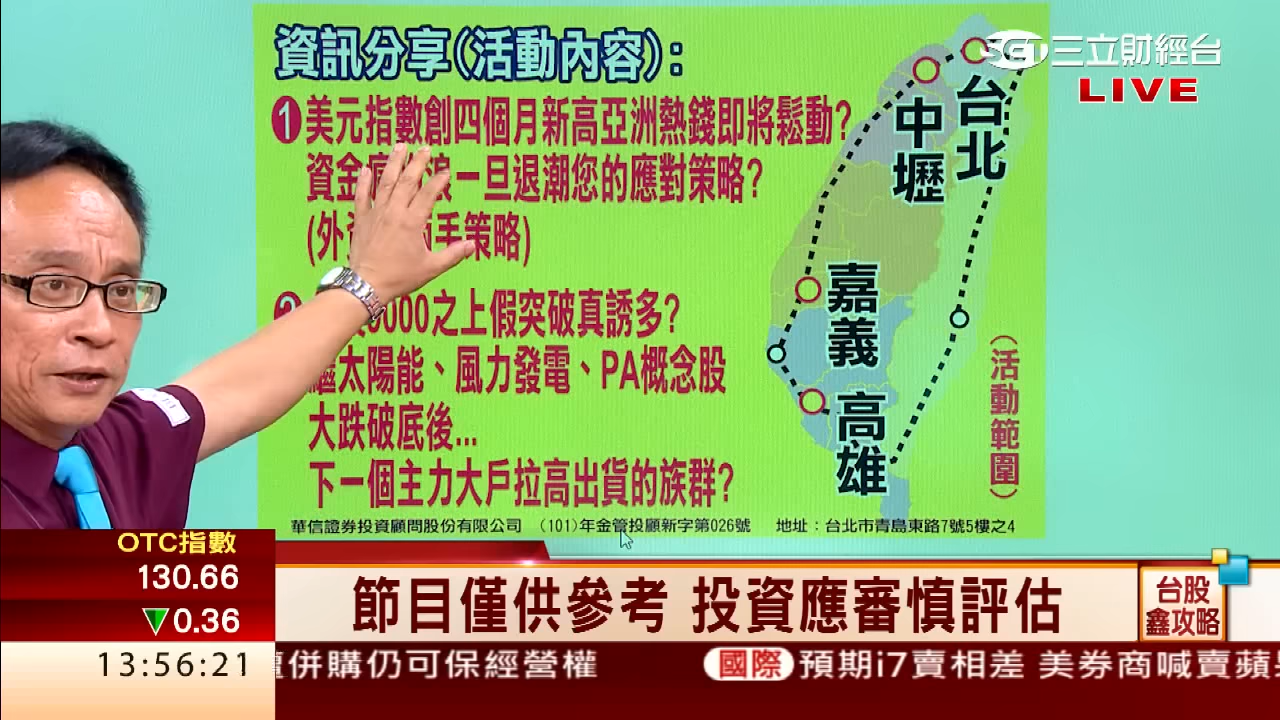 資訊分享(活動內容):
SET 三立財經台
LIVE
1 美元指數創四個月新高亞洲熱錢即將鬆動?
資金 浪一旦退潮您的應對策略?
(外 手策略)
2 000之上假突破真誘多?
繼太陽能、風力發電、PA概念股
大跌破底後...
下一個主力大戶拉高出貨的族群?
台北
中壢
嘉義
高雄
(活動範圍)
華信證券投資顧問股份有限公司 (101)年金管投顧新字第026號 地址:台北市青島東路7號5樓之4
OTC指數
130.66
▼0.36
13:56:21
節目僅供參考 投資應審慎評估
台股
鑫攻略
併購仍可保經營權 國際 預期i7賣相差 美券商喊賣蘋